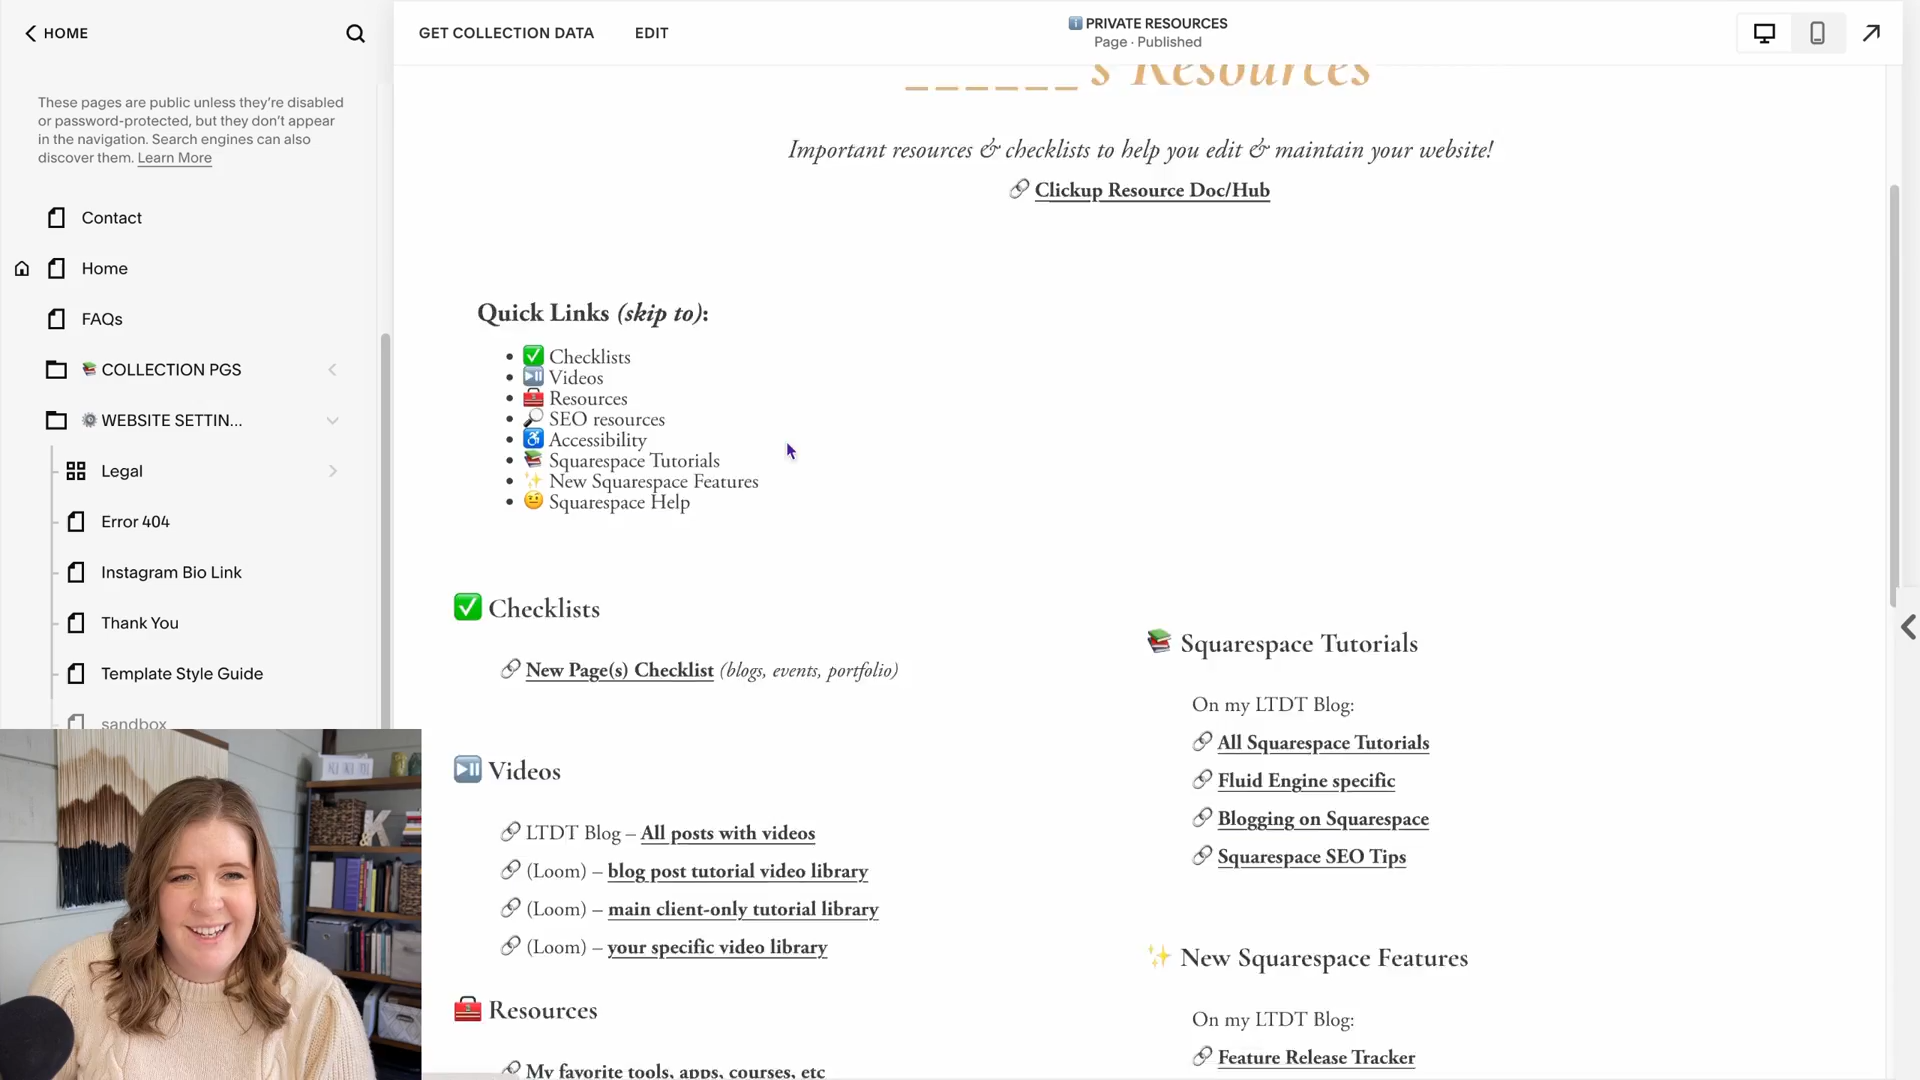 HOME
These pages are public unless they're disabled
or password-protected, but they don't appear
in the navigation. Search engines can also
discover them. Learn More
Contact
Home
FAQs
COLLECTION PGS
WEBSITE SETTIN...
Legal
Error 404
Instagram Bio Link
Thank You
Template Style Guide
sandbox
GET COLLECTION DATA
EDIT
PRIVATE RESOURCES
Page · Published
______'s Resources
Important resources & checklists to help you edit & maintain your website!
Clickup Resource Doc/Hub
Quick Links (skip to):
• Checklists
• Videos
• Resources
• SEO resources
• Accessibility
• Squarespace Tutorials
• New Squarespace Features
• Squarespace Help
Checklists
New Page(s) Checklist (blogs, events, portfolio)
Videos
LTDT Blog – All posts with videos
(Loom) – blog post tutorial video library
(Loom) – main client-only tutorial library
(Loom) – your specific video library
Resources
My favorite tools, apps, courses, etc
Squarespace Tutorials
On my LTDT Blog:
All Squarespace Tutorials
Fluid Engine specific
Blogging on Squarespace
Squarespace SEO Tips
New Squarespace Features
On my LTDT Blog:
Feature Release Tracker